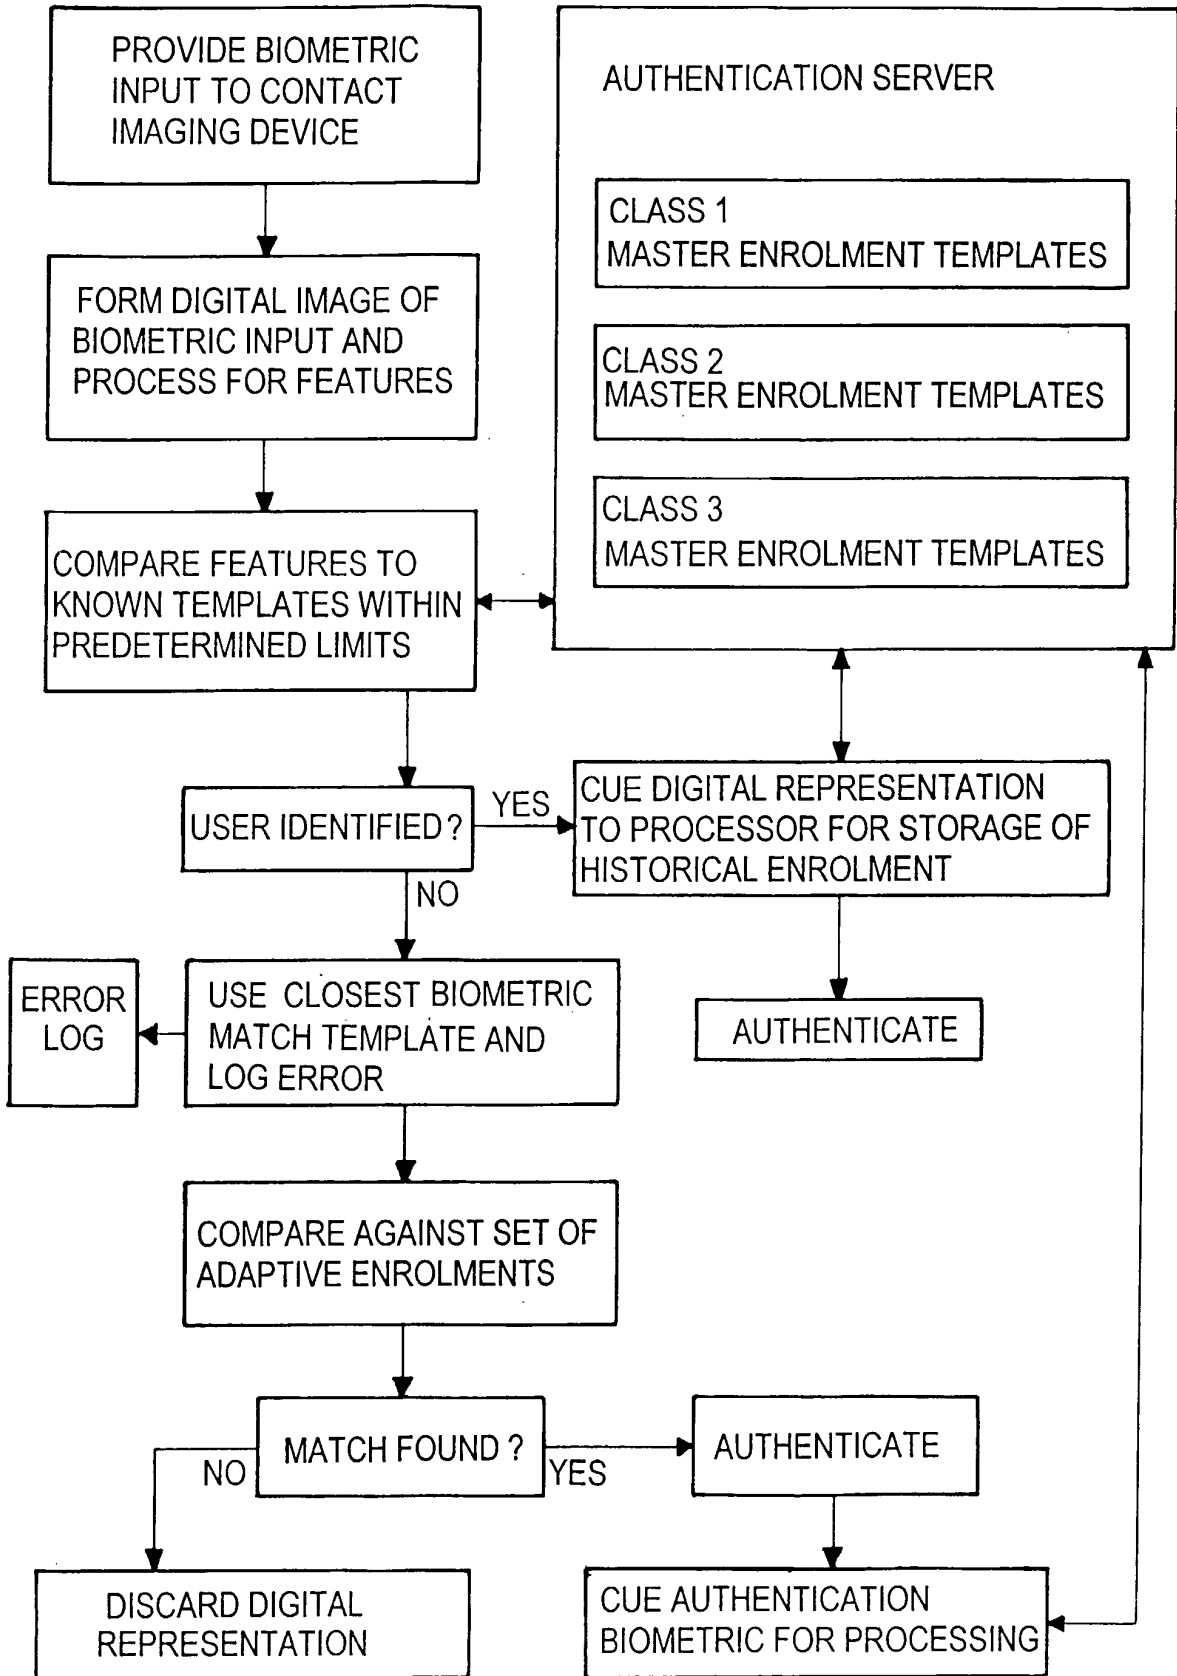 PROVIDE BIOMETRIC
INPUT TO CONTACT
IMAGING DEVICE
AUTHENTICATION SERVER
CLASS 1
MASTER ENROLMENT TEMPLATES
CLASS 2
MASTER ENROLMENT TEMPLATES
CLASS 3
MASTER ENROLMENT TEMPLATES
FORM DIGITAL IMAGE OF
BIOMETRIC INPUT AND
PROCESS FOR FEATURES
COMPARE FEATURES TO
KNOWN TEMPLATES WITHIN
PREDETERMINED LIMITS
USER IDENTIFIED ?
YES
CUE DIGITAL REPRESENTATION
TO PROCESSOR FOR STORAGE OF
HISTORICAL ENROLMENT
NO
AUTHENTICATE
ERROR
LOG
USE CLOSEST BIOMETRIC
MATCH TEMPLATE AND
LOG ERROR
COMPARE AGAINST SET OF
ADAPTIVE ENROLMENTS
MATCH FOUND ?
NO
YES
AUTHENTICATE
DISCARD DIGITAL
REPRESENTATION
CUE AUTHENTICATION
BIOMETRIC FOR PROCESSING